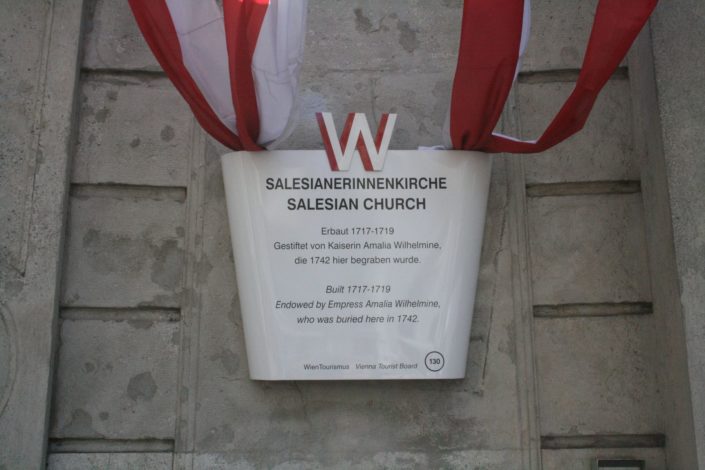 W
SALESIANERINNENKIRCHE
SALESIAN CHURCH
Erbaut 1717-1719
Gestiftet von Kaiserin Amalia Wilhelmine,
die 1742 hier begraben wurde.
Built 1717-1719
Endowed by Empress Amalia Wilhelmine,
who was buried here in 1742.
WienTourismus Vienna Tourist Board 130